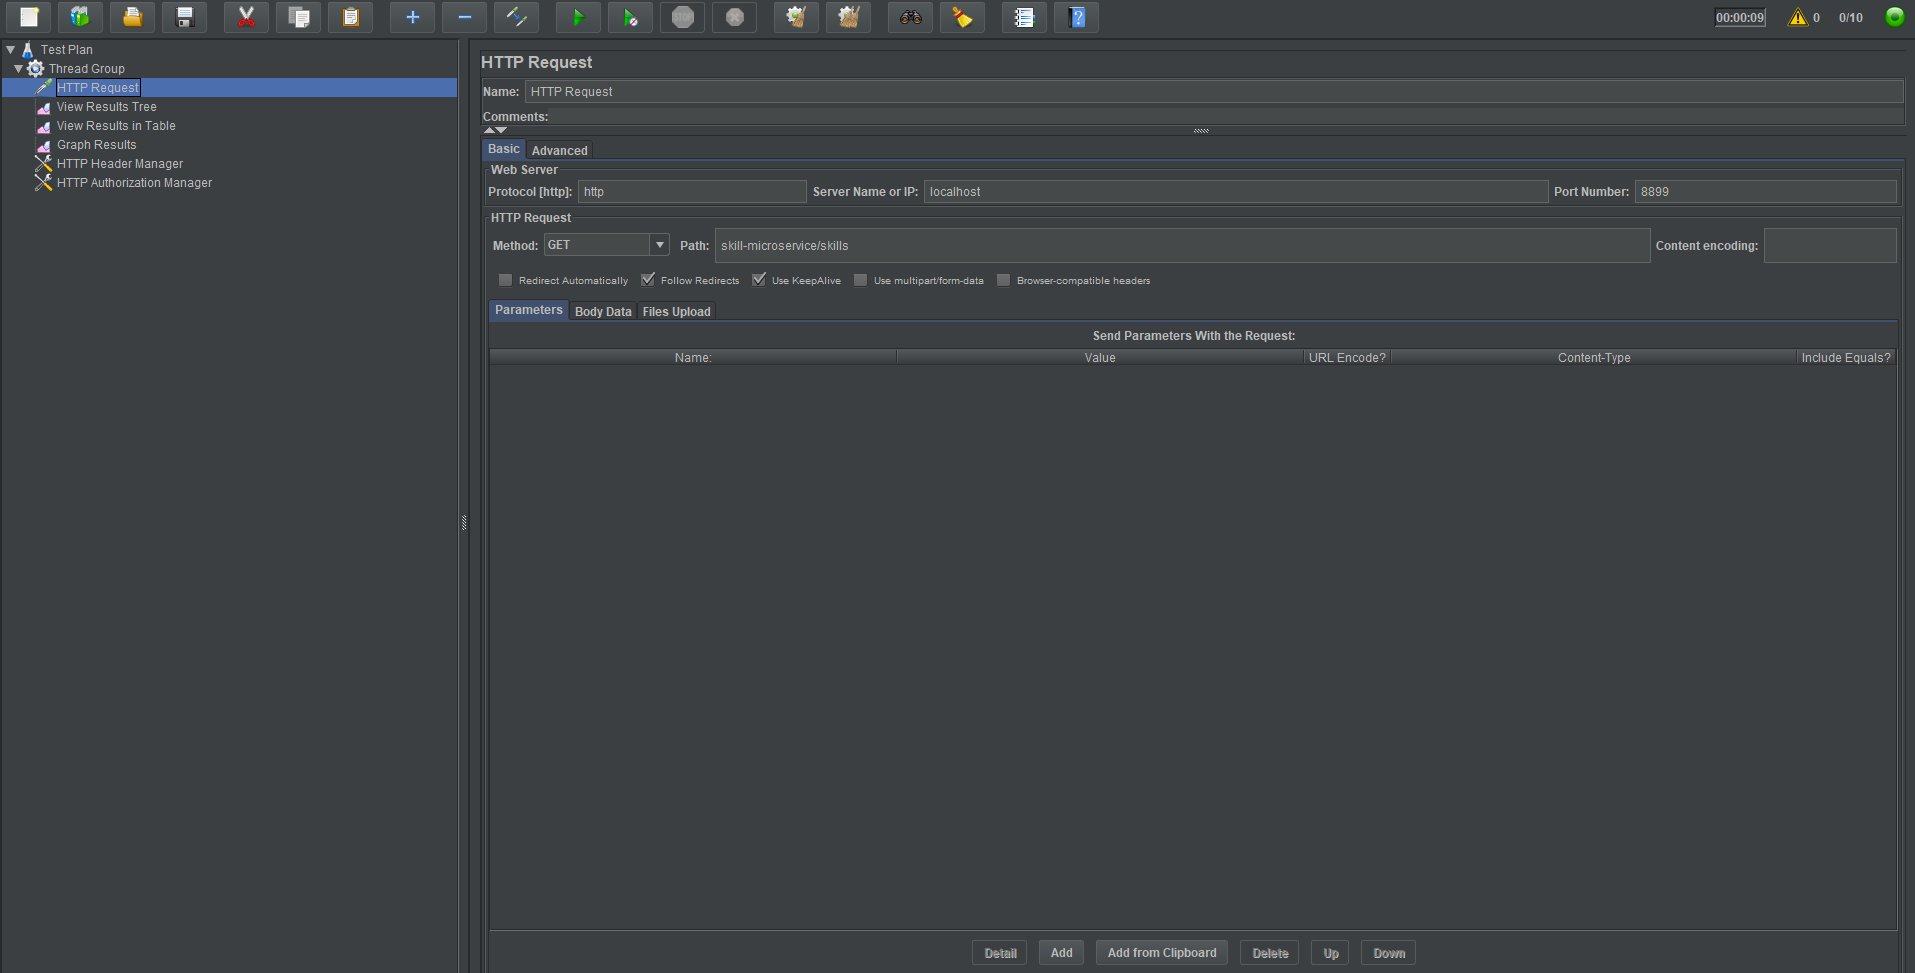 STOP
00:00:09
0
0/10
Test Plan
Thread Group
HTTP Request
View Results Tree
View Results in Table
Graph Results
HTTP Header Manager
HTTP Authorization Manager
HTTP Request
Name: HTTP Request
Comments:
Basic Advanced
Web Server
Protocol [http]: http Server Name or IP: localhost Port Number: 8899
HTTP Request
Method: GET Path: skill-microservice/skills Content encoding:
Redirect Automatically Follow Redirects Use KeepAlive Use multipart/form-data Browser-compatible headers
Parameters Body Data Files Upload
Send Parameters With the Request:
Name: Value URL Encode? Content-Type Include Equals?
Detail Add Add from Clipboard Delete Up Down